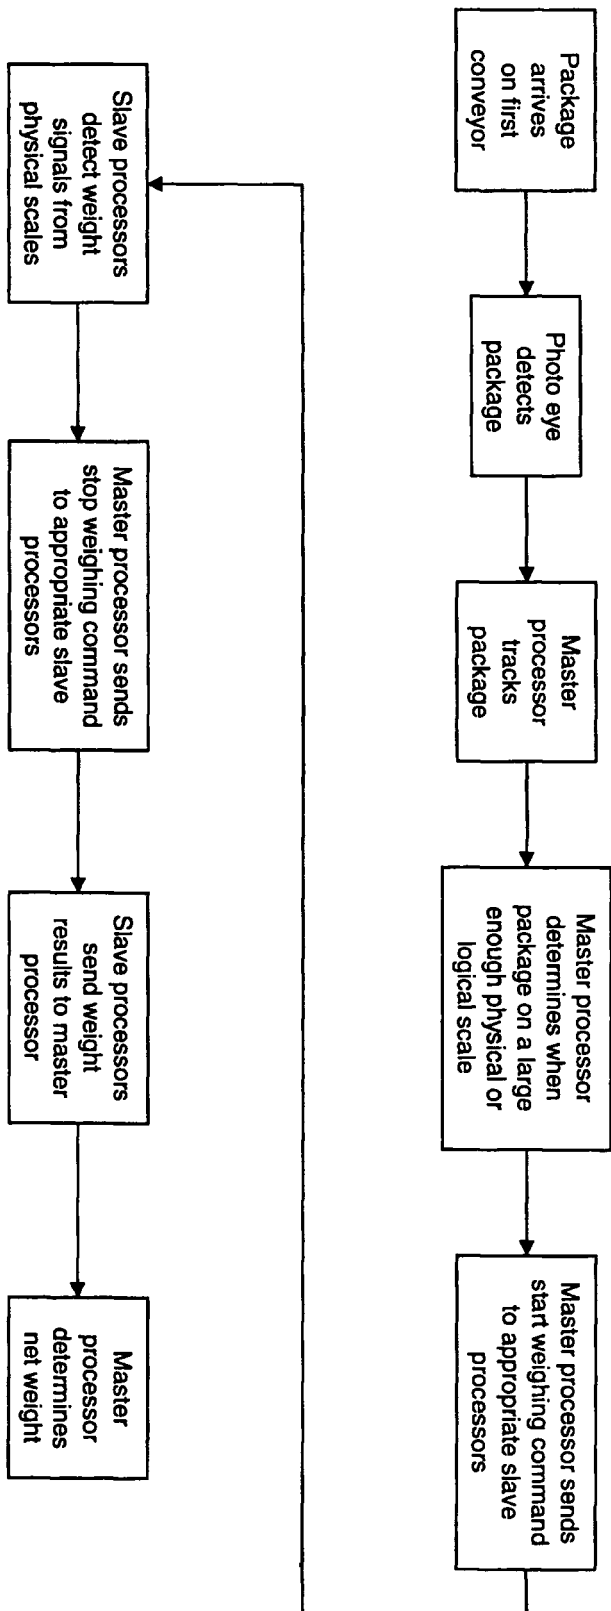 Package
arrives
on first
conveyor
Photo eye
detects
package
Master
processor
tracks
package
Master processor
determines when
package on a large
enough physical or
logical scale
Master processor sends
start weighing command
to appropriate slave
processors
Slave processors
detect weight
signals from
physical scales
Master processor sends
stop weighing command
to appropriate slave
processors
Slave processors
send weight
results to master
processor
Master
processor
determines
net weight